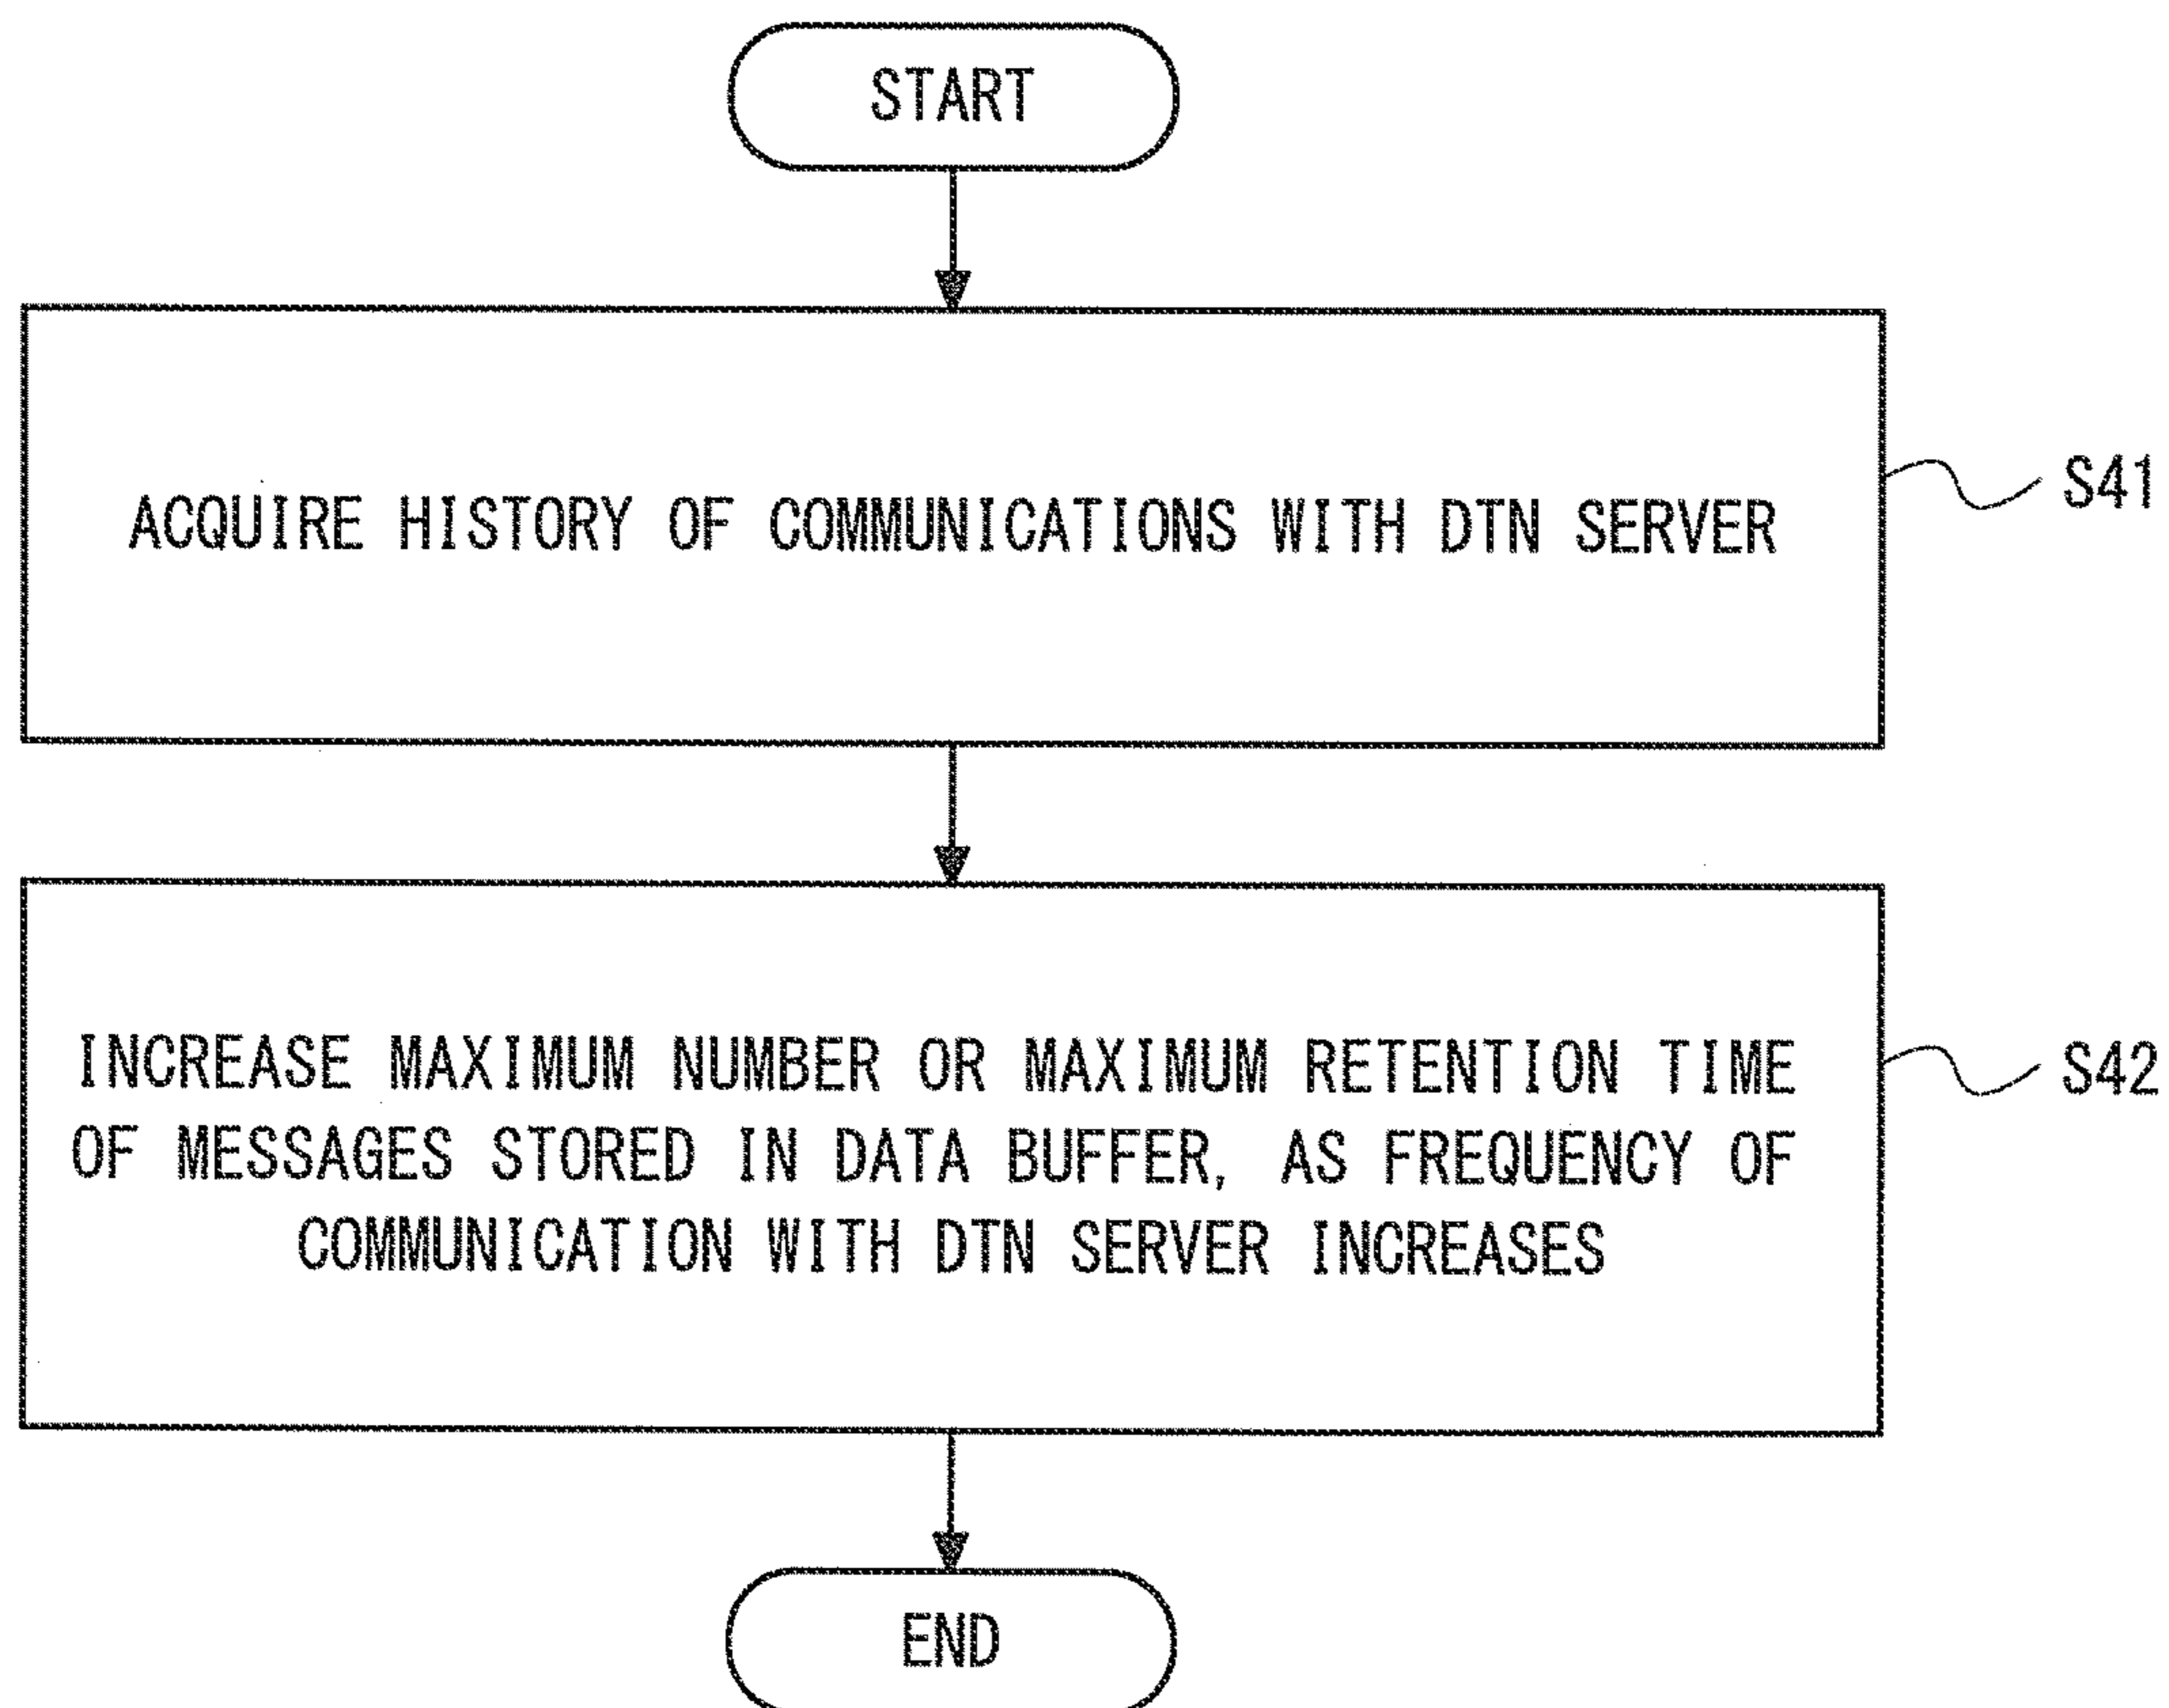 START
ACQUIRE HISTORY OF COMMUNICATIONS WITH DTN SERVER
S41
INCREASE MAXIMUM NUMBER OR MAXIMUM RETENTION TIME
OF MESSAGES STORED IN DATA BUFFER, AS FREQUENCY OF
COMMUNICATION WITH DTN SERVER INCREASES
S42
END